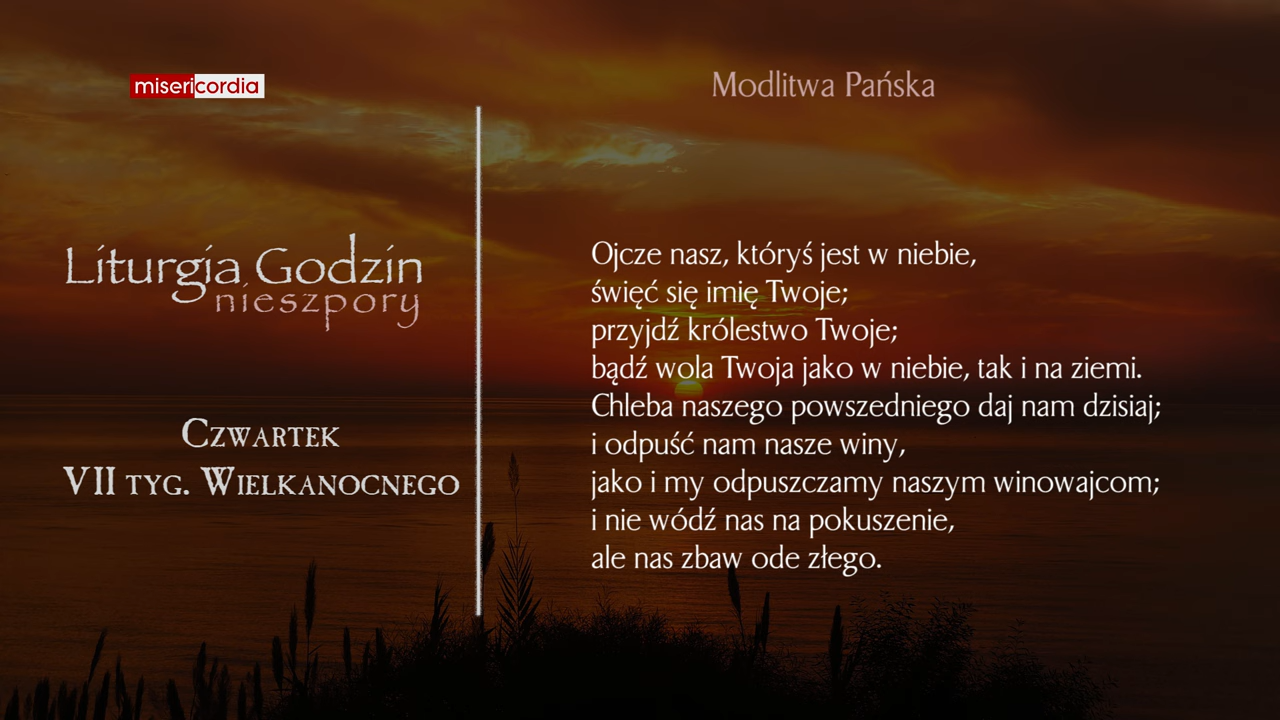 misericordia
Liturgia Godzin
nieszpory
Czwartek
VII tyg. Wielkanocnego
Modlitwa Pańska
Ojcze nasz, któryś jest w niebie,
święć się imię Twoje;
przyjdź królestwo Twoje;
bądź wola Twoja jako w niebie, tak i na ziemi.
Chleba naszego powszedniego daj nam dzisiaj;
i odpuść nam nasze winy,
jako i my odpuszczamy naszym winowajcom;
i nie wódź nas na pokuszenie,
ale nas zbaw ode złego.